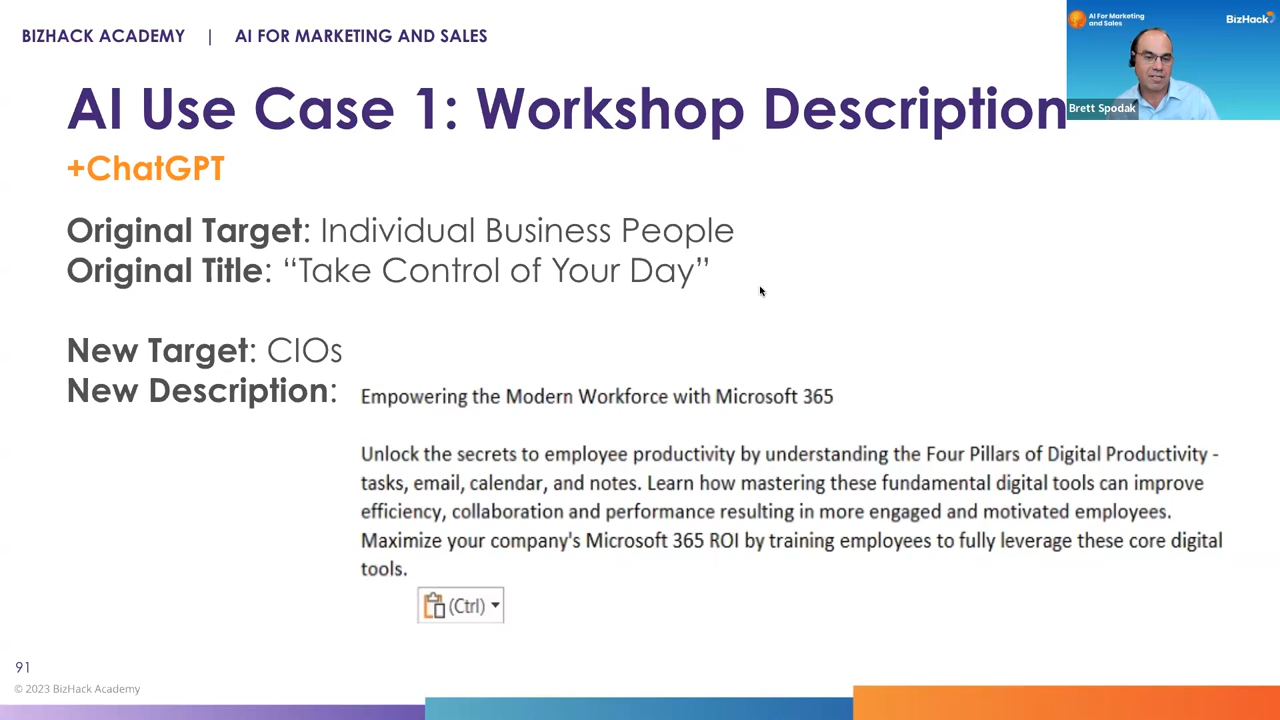 BIZHACK ACADEMY | AI FOR MARKETING AND SALES
AI For Marketing
and Sales
BizHack
Brett Spodak
AI Use Case 1: Workshop Description
+ChatGPT
Original Target: Individual Business People
Original Title: “Take Control of Your Day”
New Target: CIOs
New Description:
Empowering the Modern Workforce with Microsoft 365
Unlock the secrets to employee productivity by understanding the Four Pillars of Digital Productivity -
tasks, email, calendar, and notes. Learn how mastering these fundamental digital tools can improve
efficiency, collaboration and performance resulting in more engaged and motivated employees.
Maximize your company's Microsoft 365 ROI by training employees to fully leverage these core digital
tools.
(Ctrl)
91
© 2023 BizHack Academy